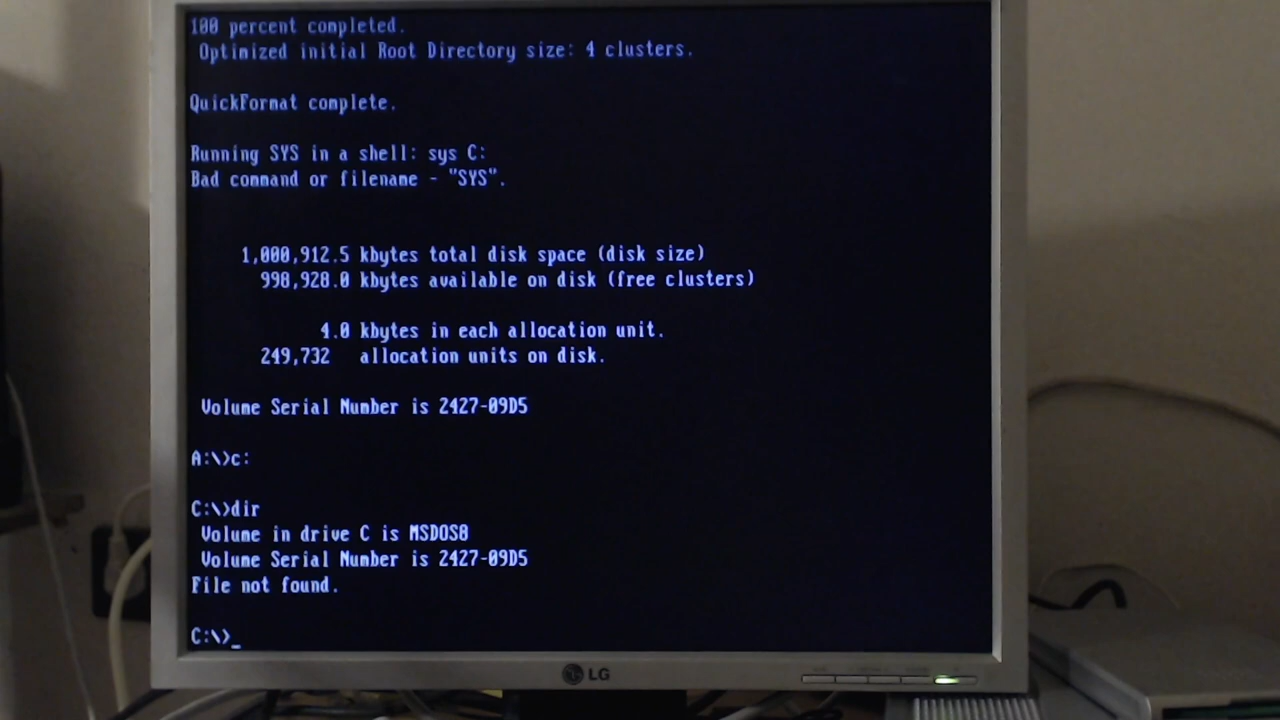 100 percent completed.
Optimized initial Root Directory size: 4 clusters.
QuickFormat complete.
Running SYS in a shell: sys C:
Bad command or filename - "SYS".
1,000,912.5 kbytes total disk space (disk size)
998,928.0 kbytes available on disk (free clusters)
4.0 kbytes in each allocation unit.
249,732 allocation units on disk.
Volume Serial Number is 2427-09D5
A:\>c:
C:\>dir
Volume in drive C is MSDOS8
Volume Serial Number is 2427-09D5
File not found.
C:\>_
LG